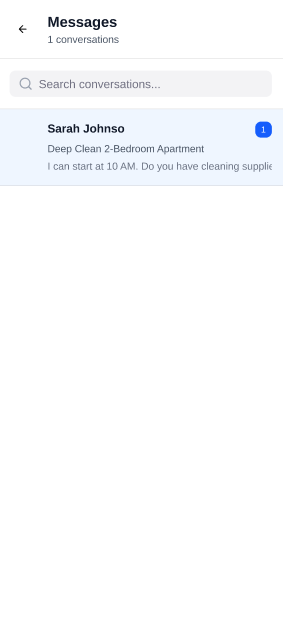 Messages
1 conversations
Search conversations...
Sarah Johnso
1
Deep Clean 2-Bedroom Apartment
I can start at 10 AM. Do you have cleaning supplie